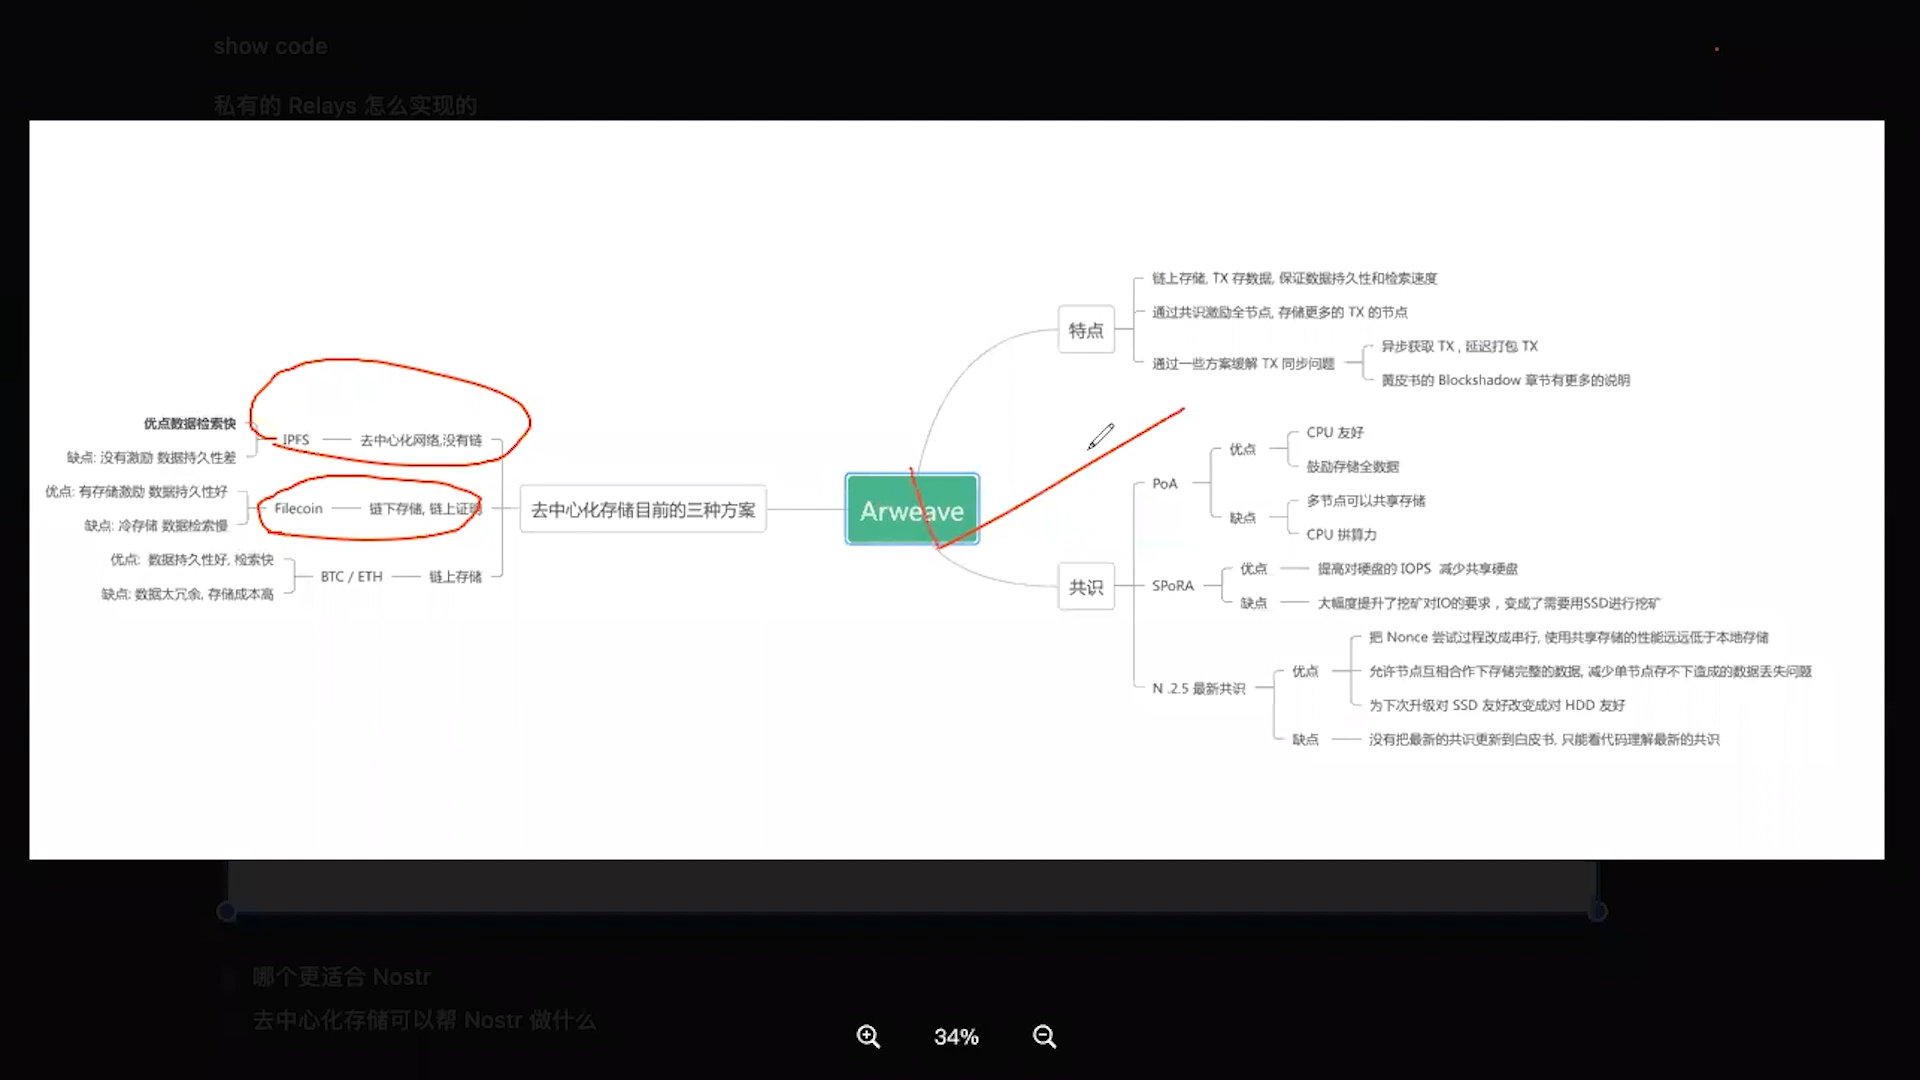 show code
私有的 Relays 怎么实现的
优点数据检索快
缺点: 没有激励 数据持久性差
IPFS
去中心化网络,没有链
优点: 有存储激励 数据持久性好
缺点: 冷存储 数据检索慢
Filecoin
链下存储, 链上证明
优点: 数据持久性好, 检索快
缺点: 数据太冗余, 存储成本高
BTC / ETH
链上存储
去中心化存储目前的三种方案
Arweave
特点
链上存储, TX 存数据, 保证数据持久性和检索速度
通过共识激励全节点, 存储更多的 TX 的节点
通过一些方案缓解 TX 同步问题
异步获取 TX , 延迟打包 TX
黄皮书的 Blockshadow 章节有更多的说明
共识
PoA
优点
CPU 友好
鼓励存储全数据
缺点
多节点可以共享存储
CPU 拼算力
SPoRA
优点
提高对硬盘的 IOPS 减少共享硬盘
缺点
大幅度提升了挖矿对IO的要求，变成了需要用SSD进行挖矿
N .2.5 最新共识
优点
把 Nonce 尝试过程改成串行, 使用共享存储的性能远远低于本地存储
允许节点互相合作下存储完整的数据, 减少单节点存不下造成的数据丢失问题
为下次升级对 SSD 友好改变成对 HDD 友好
缺点
没有把最新的共识更新到白皮书, 只能看代码理解最新的共识
哪个更适合 Nostr
去中心化存储可以帮 Nostr 做什么
34%